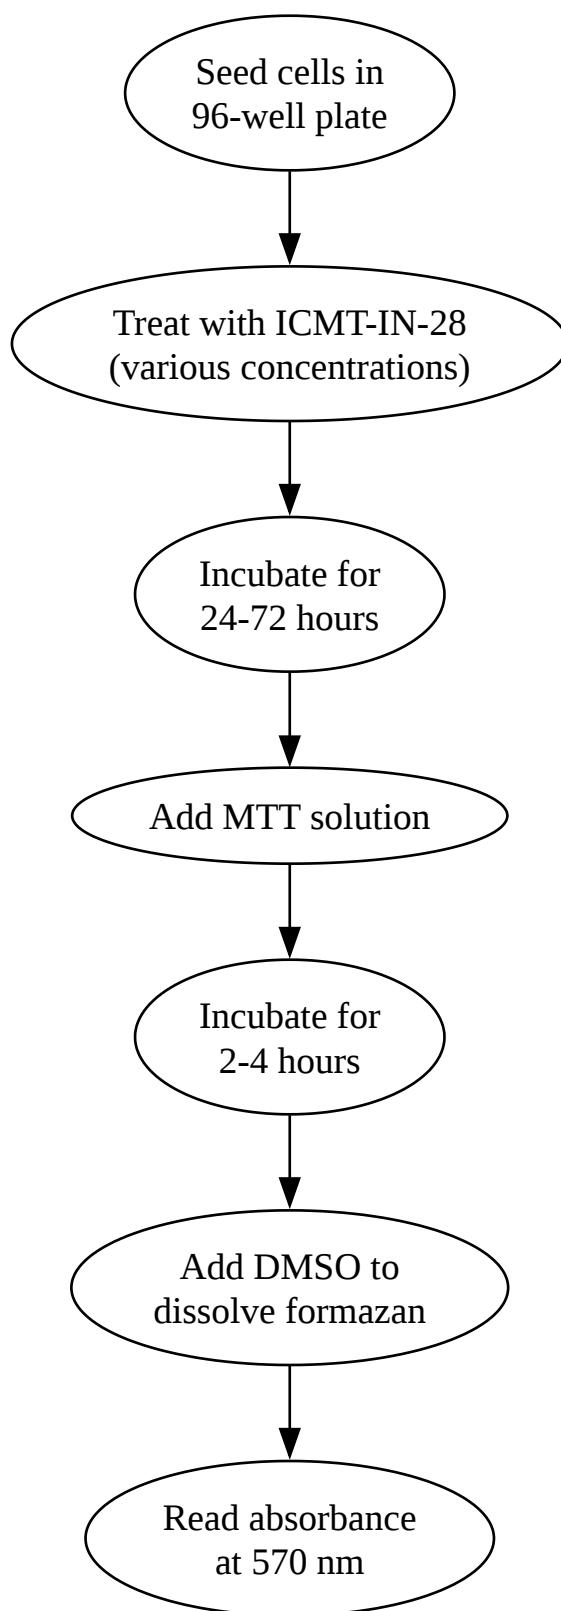 Seed cells in
96-well plate
Treat with ICMT-IN-28
(various concentrations)
Incubate for
24-72 hours
Add MTT solution
Incubate for
2-4 hours
Add DMSO to
dissolve formazan
Read absorbance
at 570 nm